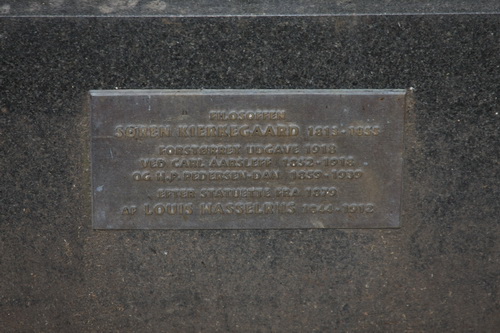 FILOSOFFEN
SØREN KIERKEGAARD 1813-1855
FORSTØRRET UDGAVE 1918
VED CARL AARSLEFF 1852-1918
OG H.P. PEDERSEN-DAN 1859-1939
EFTER STATUETTE FRA 1879
AF LOUIS HASSELRIIS 1844-1912